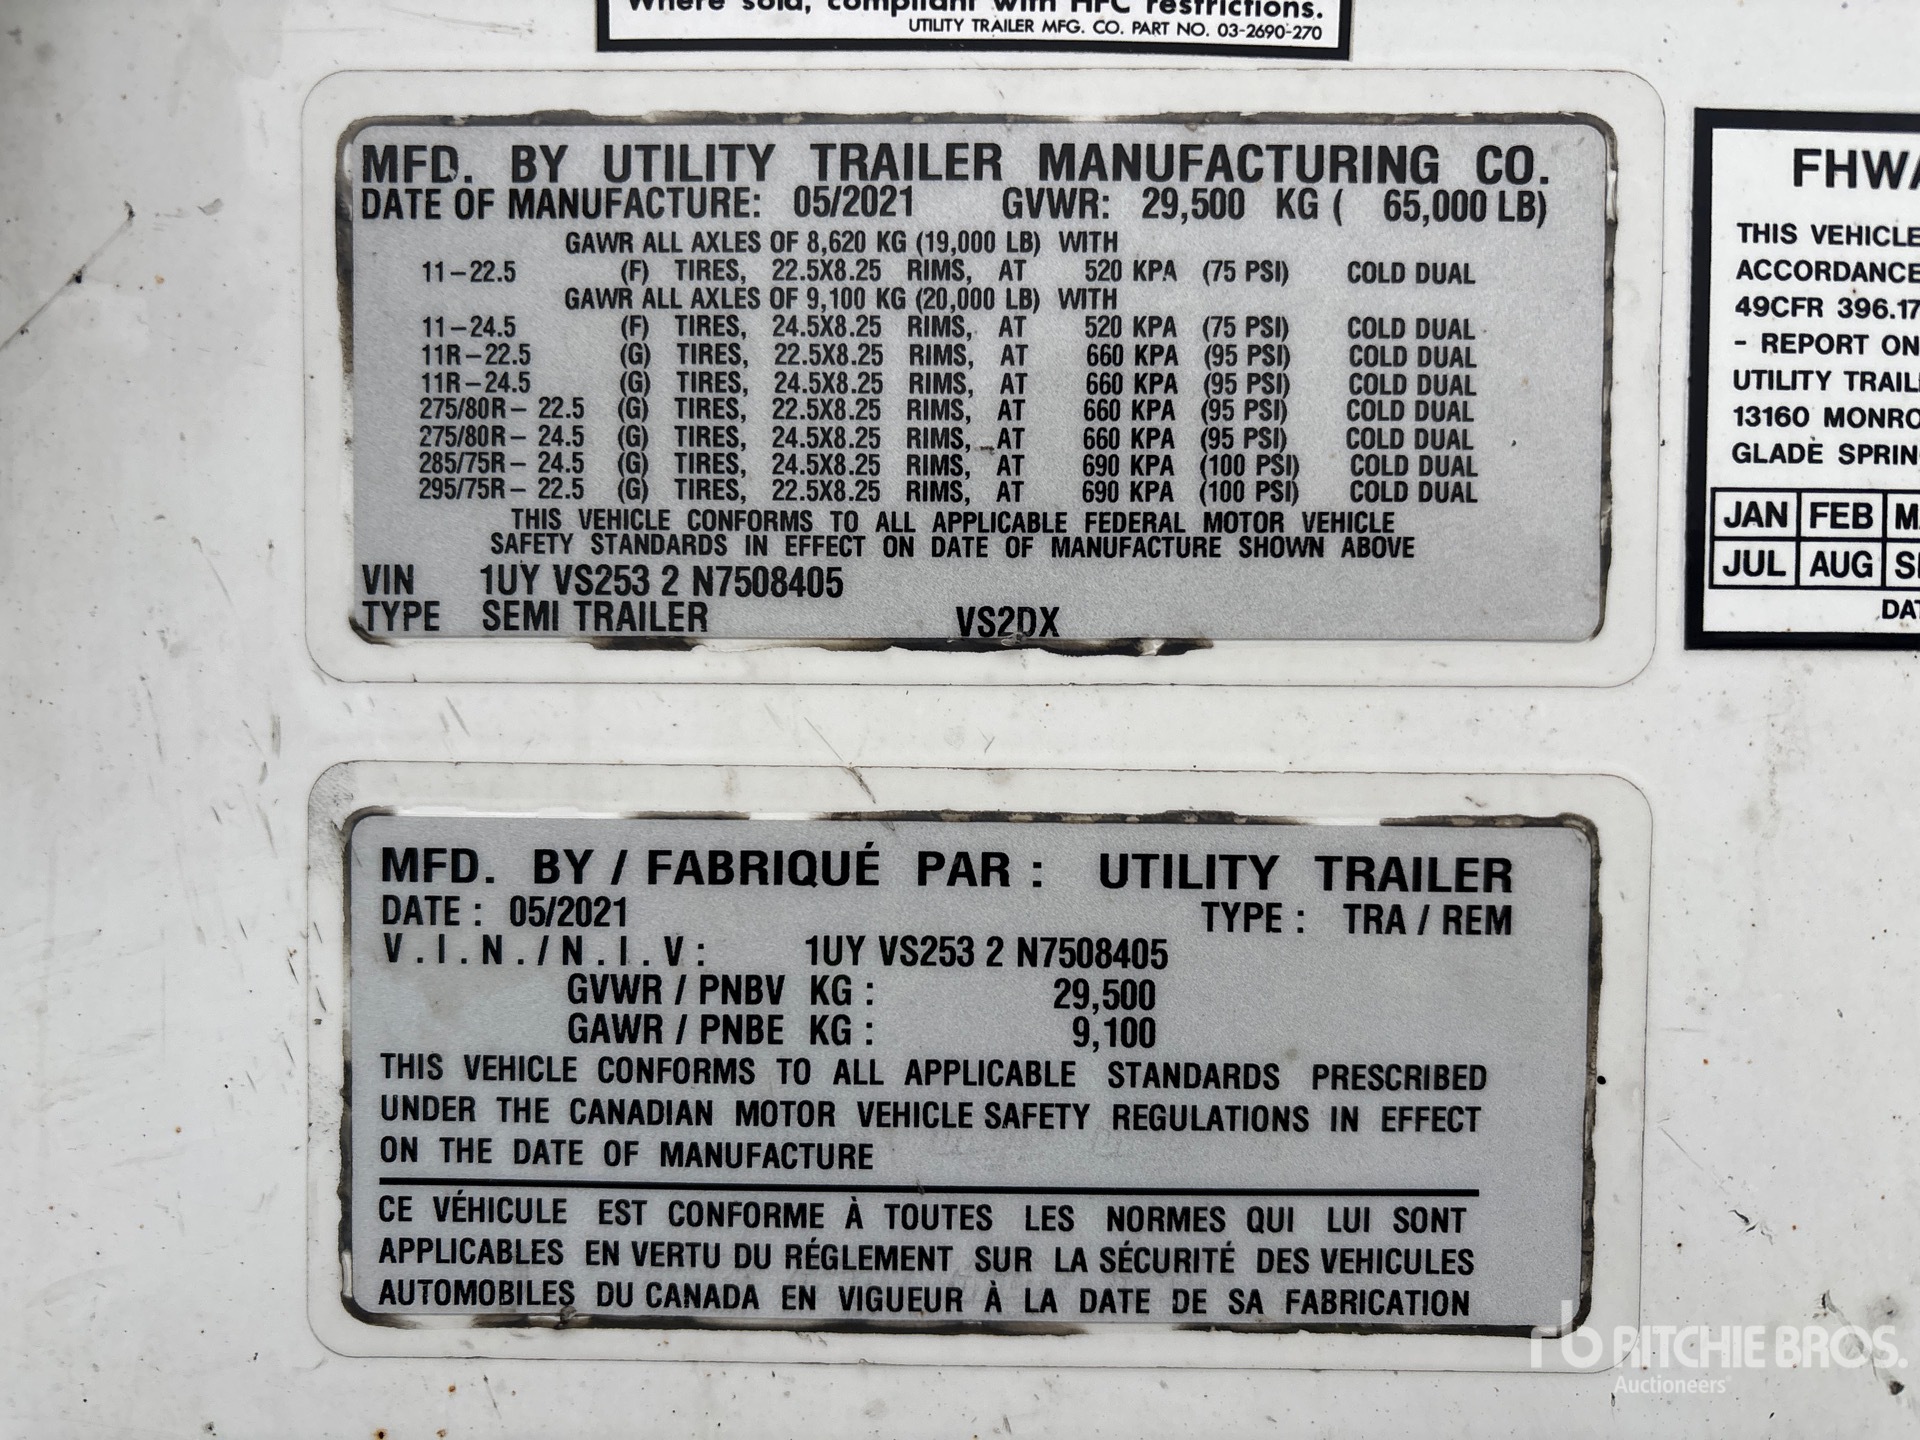 Where sold, compliant with HFC restrictions.
UTILITY TRAILER MFG. CO. PART NO. 03-2690-270
MFD. BY UTILITY TRAILER MANUFACTURING CO.
DATE OF MANUFACTURE: 05/2021 GVWR: 29,500 KG ( 65,000 LB)
GAWR ALL AXLES OF 8,620 KG (19,000 LB) WITH
11-22.5 (F) TIRES, 22.5X8.25 RIMS, AT 520 KPA (75 PSI) COLD DUAL
GAWR ALL AXLES OF 9,100 KG (20,000 LB) WITH
11-24.5 (F) TIRES, 24.5X8.25 RIMS, AT 520 KPA (75 PSI) COLD DUAL
11R-22.5 (G) TIRES, 22.5X8.25 RIMS, AT 660 KPA (95 PSI) COLD DUAL
11R-24.5 (G) TIRES, 24.5X8.25 RIMS, AT 660 KPA (95 PSI) COLD DUAL
275/80R- 22.5 (G) TIRES, 22.5X8.25 RIMS, AT 660 KPA (95 PSI) COLD DUAL
275/80R- 24.5 (G) TIRES, 24.5X8.25 RIMS, AT 660 KPA (95 PSI) COLD DUAL
285/75R- 24.5 (G) TIRES, 24.5X8.25 RIMS, AT 690 KPA (100 PSI) COLD DUAL
295/75R- 22.5 (G) TIRES, 22.5X8.25 RIMS, AT 690 KPA (100 PSI) COLD DUAL
THIS VEHICLE CONFORMS TO ALL APPLICABLE FEDERAL MOTOR VEHICLE
SAFETY STANDARDS IN EFFECT ON DATE OF MANUFACTURE SHOWN ABOVE
VIN 1UY VS253 2 N7508405
TYPE SEMI TRAILER VS2DX
FHWA
THIS VEHICLE
ACCORDANCE
49CFR 396.17
- REPORT ON
UTILITY TRAIL
13160 MONRO
GLADE SPRIN
JAN FEB M
JUL AUG S
DAT
MFD. BY / FABRIQUÉ PAR : UTILITY TRAILER
DATE : 05/2021 TYPE : TRA / REM
V.I.N./N.I.V: 1UY VS253 2 N7508405
GVWR / PNBV KG : 29,500
GAWR / PNBE KG : 9,100
THIS VEHICLE CONFORMS TO ALL APPLICABLE STANDARDS PRESCRIBED
UNDER THE CANADIAN MOTOR VEHICLE SAFETY REGULATIONS IN EFFECT
ON THE DATE OF MANUFACTURE
CE VÉHICULE EST CONFORME À TOUTES LES NORMES QUI LUI SONT
APPLICABLES EN VERTU DU RÉGLEMENT SUR LA SÉCURITÉ DES VEHICULES
AUTOMOBILES DU CANADA EN VIGUEUR À LA DATE DE SA FABRICATION
rb RITCHIE BROS.
Auctioneers